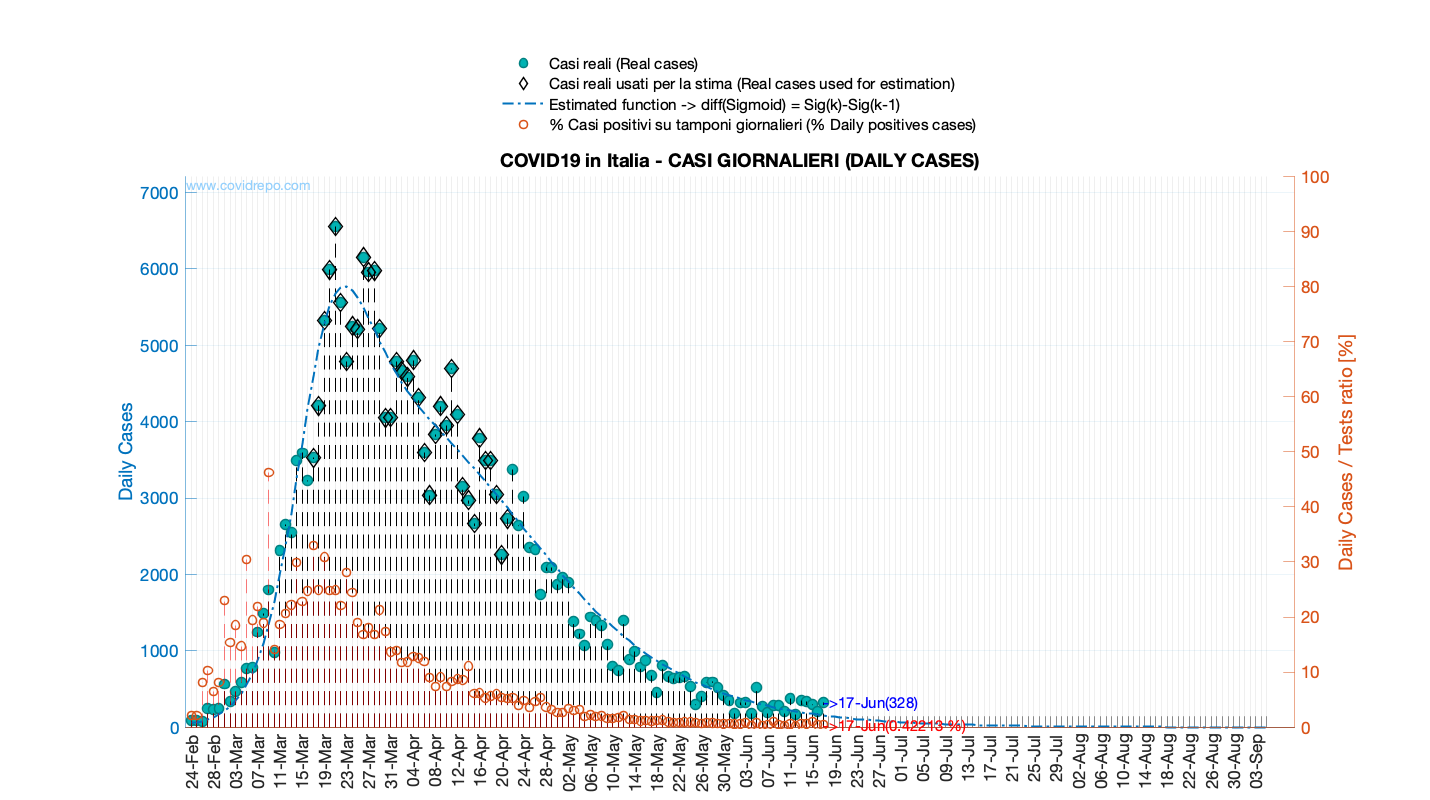 Casi reali (Real cases)
Casi reali usati per la stima (Real cases used for estimation)
Estimated function -> diff(Sigmoid) = Sig(k)-Sig(k-1)
% Casi positivi su tamponi giornalieri (% Daily positives cases)
COVID19 in Italia - CASI GIORNALIERI (DAILY CASES)
www.covidrepo.com
Daily Cases
7000
6000
5000
4000
3000
2000
1000
0
100
90
80
70
60
50
40
30
20
10
0
Daily Cases / Tests ratio [%]
->17-Jun(328)
->17-Jun(0.42213 %)
24-Feb
28-Feb
03-Mar
07-Mar
11-Mar
15-Mar
19-Mar
23-Mar
27-Mar
31-Mar
04-Apr
08-Apr
12-Apr
16-Apr
20-Apr
24-Apr
28-Apr
02-May
06-May
10-May
14-May
18-May
22-May
26-May
30-May
03-Jun
07-Jun
11-Jun
15-Jun
19-Jun
23-Jun
27-Jun
01-Jul
05-Jul
09-Jul
13-Jul
17-Jul
21-Jul
25-Jul
29-Jul
02-Aug
06-Aug
10-Aug
14-Aug
18-Aug
22-Aug
26-Aug
30-Aug
03-Sep